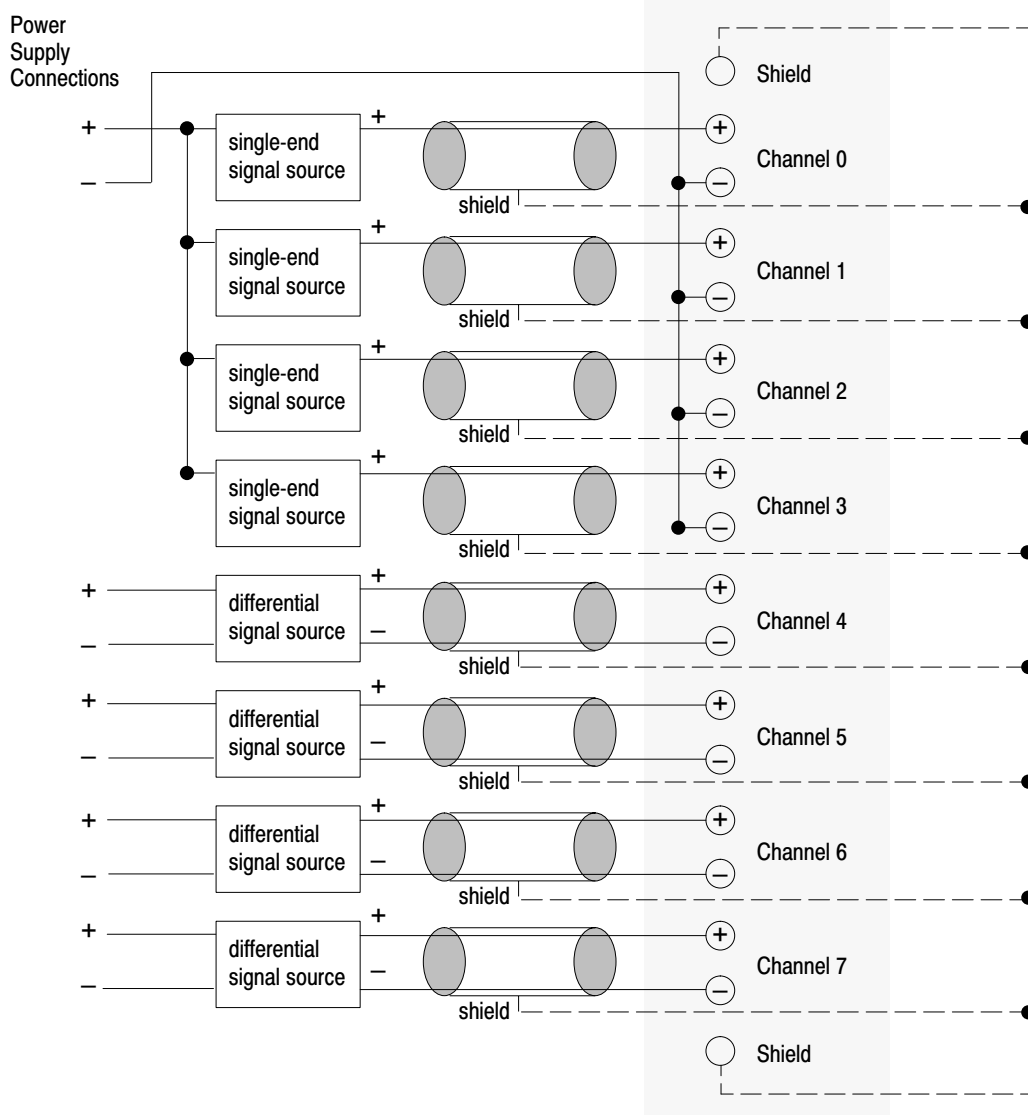 Power
Supply
Connections
Shield
+
+
+
single-end
signal source
Channel 0
–
–
shield
+
+
single-end
signal source
Channel 1
–
shield
+
+
single-end
signal source
Channel 2
–
shield
+
+
single-end
signal source
Channel 3
–
shield
+
+
+
differential
signal source
Channel 4
–
–
–
shield
+
+
+
differential
signal source
Channel 5
–
–
–
shield
+
+
+
differential
signal source
Channel 6
–
–
–
shield
+
+
+
differential
signal source
Channel 7
–
–
–
shield
Shield